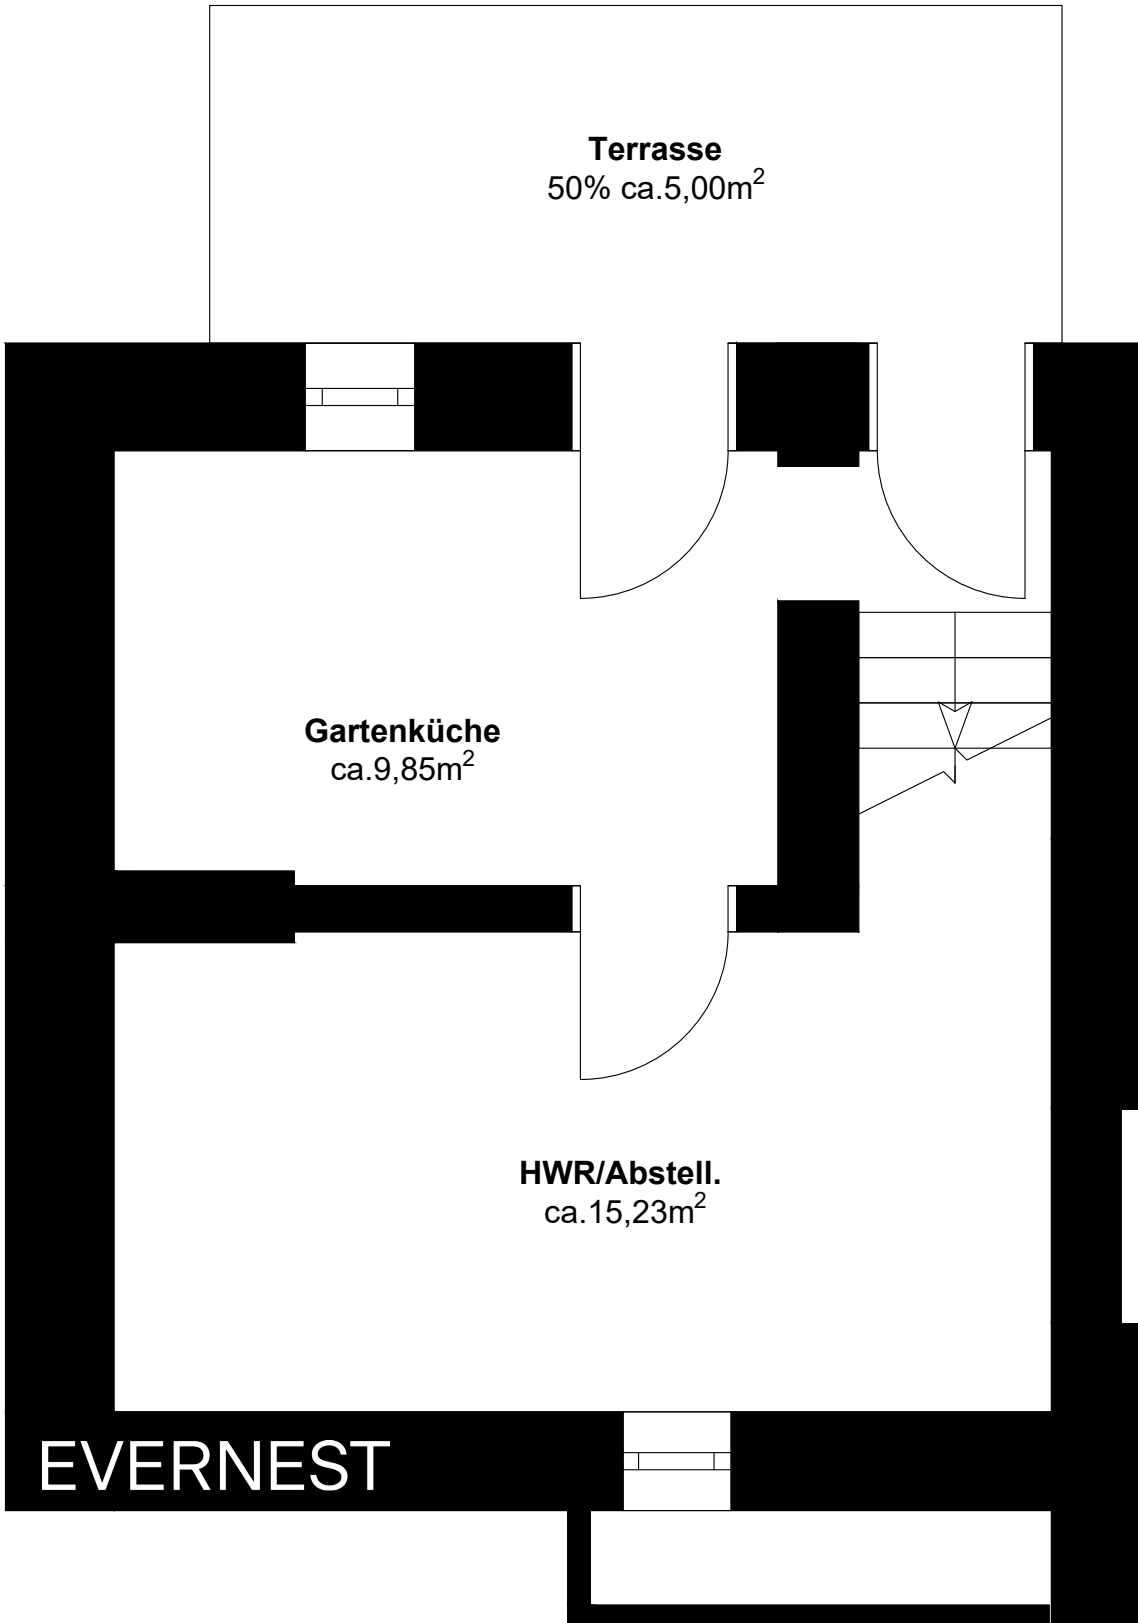 Terrasse
50% ca.5,00m²
Gartenküche
ca.9,85m²
HWR/Abstell.
ca.15,23m²
EVERNEST